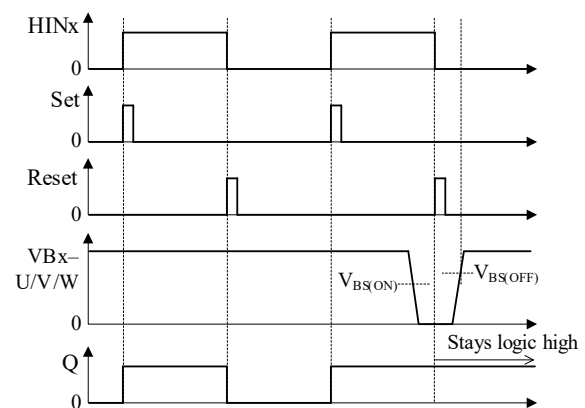 HINx
0
Set
0
Reset
0
VBx–
U/V/W
VBS(ON)
VBS(OFF)
0
Stays logic high
Q
0